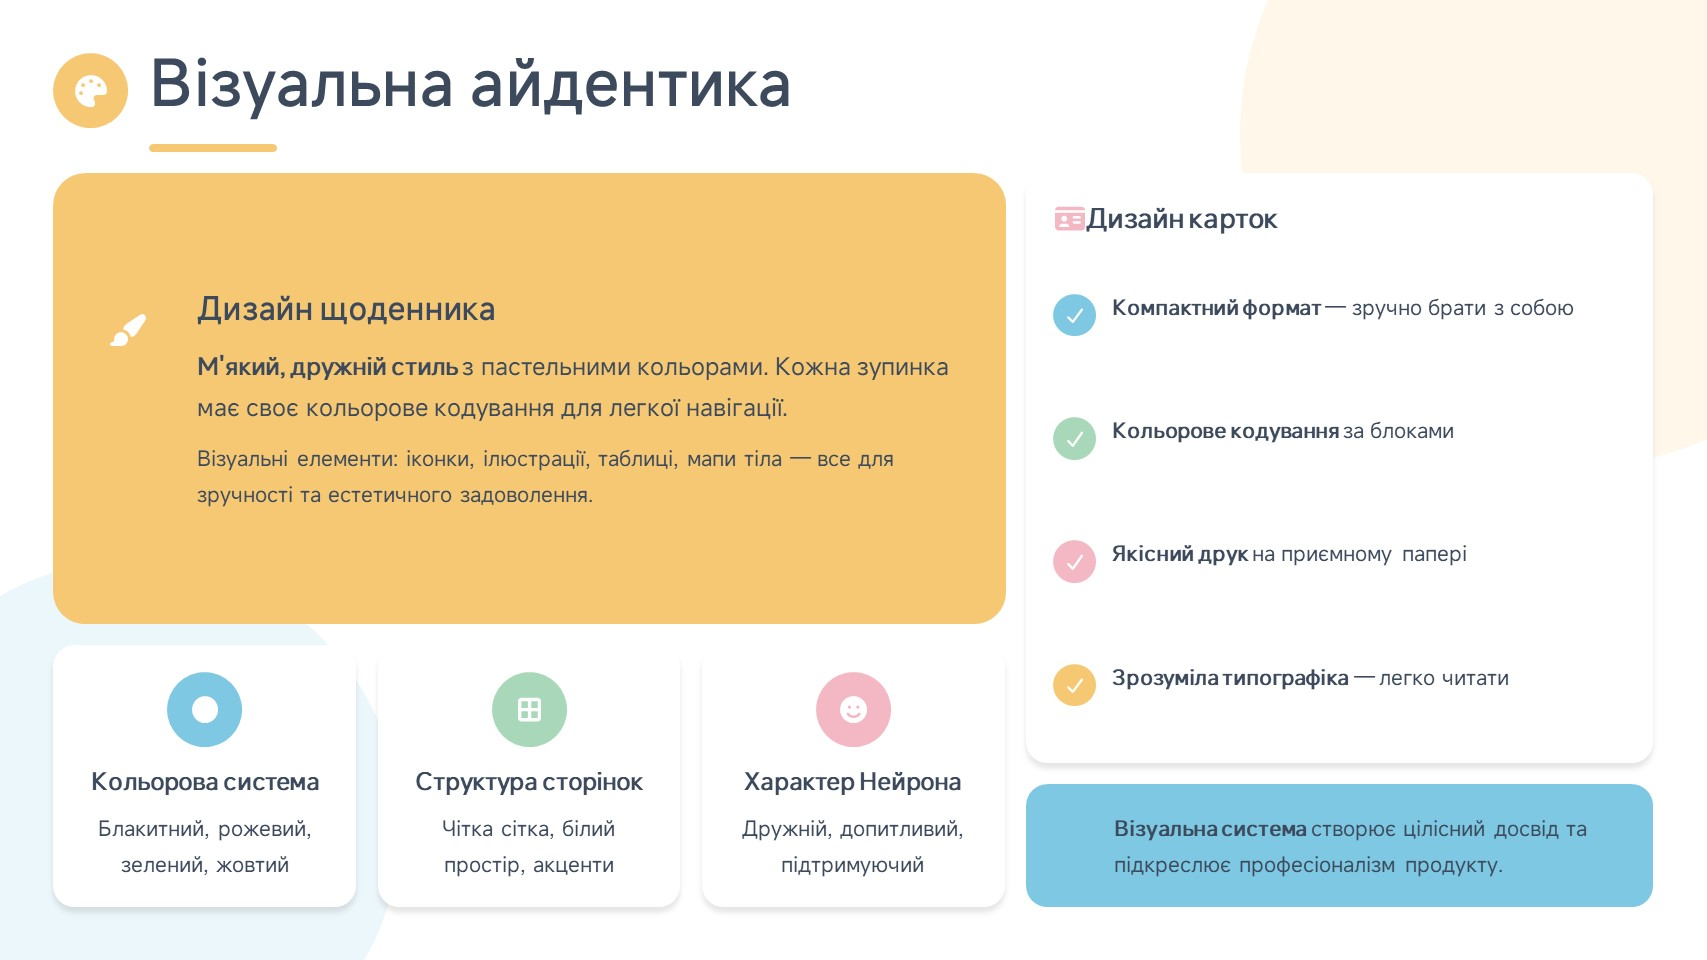 Візуальна айдентика
Дизайн щоденника
М'який, дружній стиль з пастельними кольорами. Кожна зупинка
має своє кольорове кодування для легкої навігації.
Візуальні елементи: іконки, ілюстрації, таблиці, мапи тіла — все для
зручності та естетичного задоволення.
Кольорова система
Блакитний, рожевий,
зелений, жовтий
Структура сторінок
Чітка сітка, білий
простір, акценти
Характер Нейрона
Дружній, допитливий,
підтримуючий
Дизайн карток
Компактний формат — зручно брати з собою
Кольорове кодування за блоками
Якісний друк на приємному папері
Зрозуміла типографіка — легко читати
Візуальна система створює цілісний досвід та
підкреслює професіоналізм продукту.